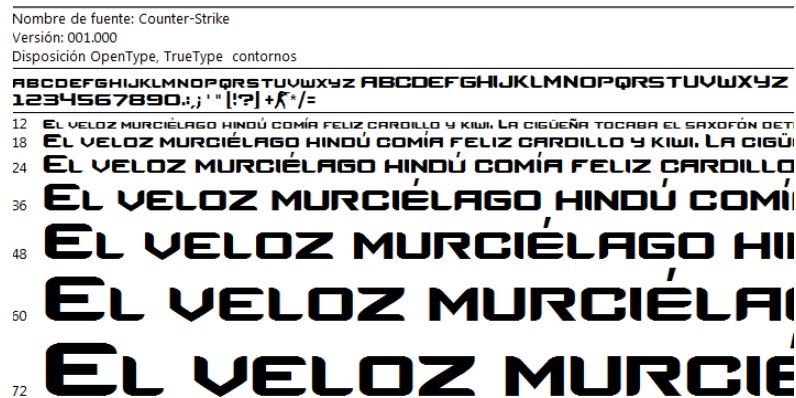 Nombre de fuente: Counter-Strike
Versión: 001.000
Disposición OpenType, TrueType contornos
ABCDEFGHIJKLMNOPQRSTUVWXYZ ABCDEFGHIJKLMNOPQRSTUVWXYZ
1234567890.:,; ' " (!?) +-*/=
12 El veloz murciélago hindú comía feliz cardillo y kiwi. La cigüeña tocaba el saxofón det
18 El veloz murciélago hindú comía feliz cardillo y kiwi. La cigü
24 El veloz murciélago hindú comía feliz cardillo
36 El veloz murciélago hindú comí
48 El veloz murciélago hi
60 El veloz murciéla
72 El veloz murcié